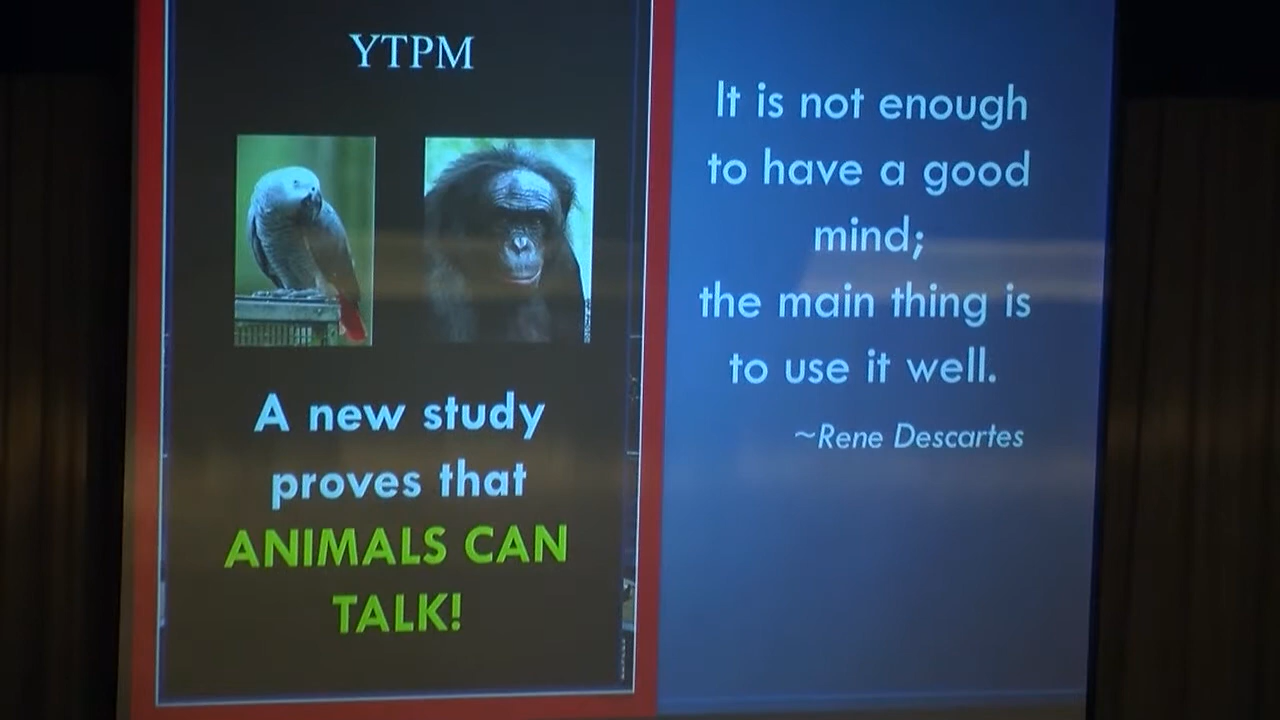 YTPM
A new study
proves that
ANIMALS CAN
TALK!
It is not enough
to have a good
mind;
the main thing is
to use it well.
~Rene Descartes